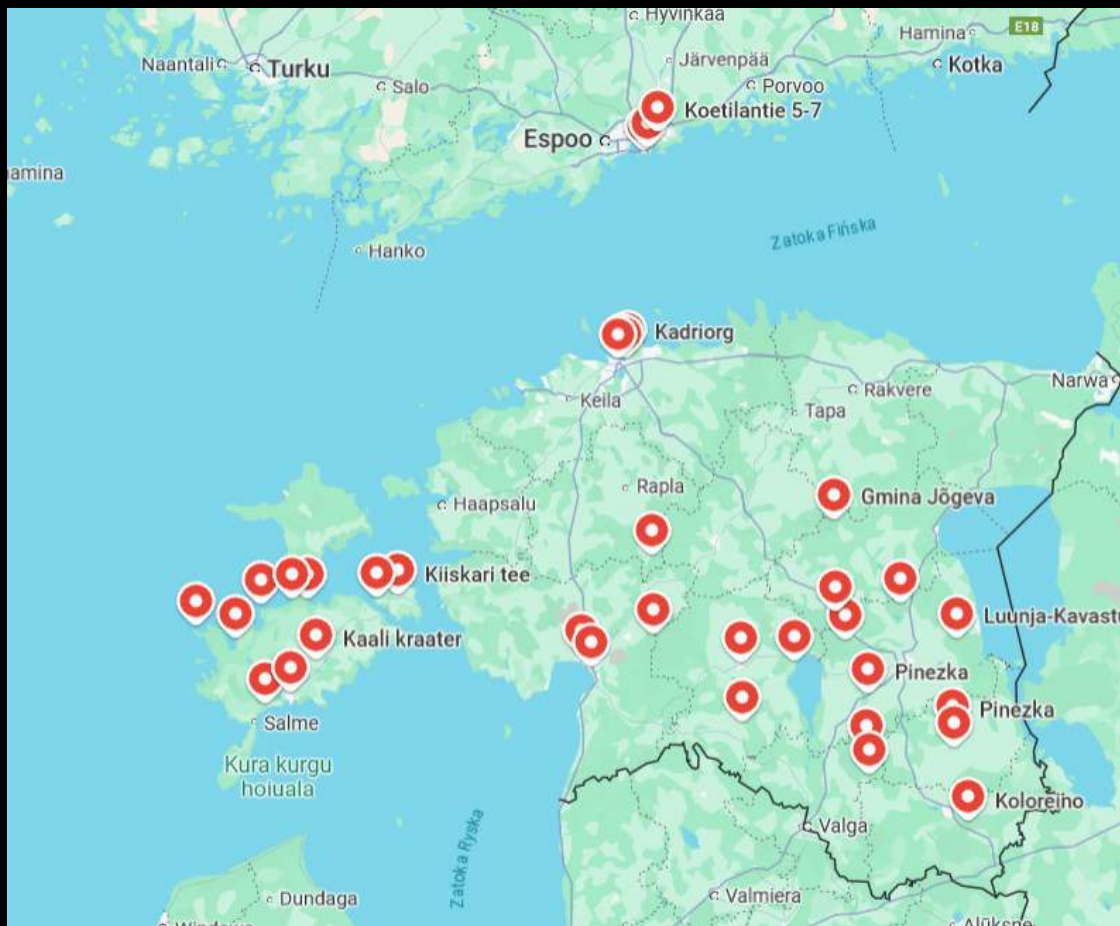 Hyvinkää
Hamina
E18
Naantali
Turku
Järvenpää
Kotka
Salo
Porvoo
Koetilantie 5-7
Espoo
amina
Zatoka Fińska
Hanko
Kadriorg
Narwa
Keila
Rakvere
Tapa
Rapla
Gmina Jõgeva
Haapsalu
Kiiskari tee
Luunja-Kavastu
Kaali kraater
Pinezka
Pinezka
Salme
Kura kurgu
hoiuala
Koloreino
Zatoka Ryska
Valga
Dundaga
Valmiera
Alūksne
Windawa